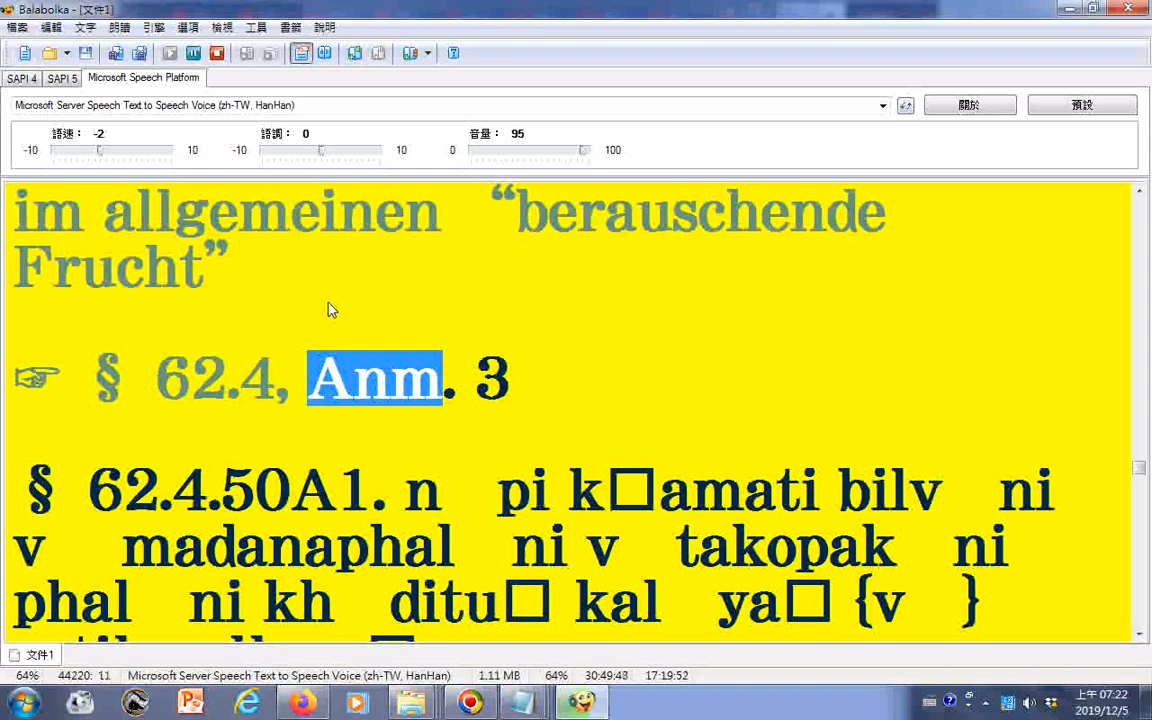 Balabolka - [文件1]
檔案 編輯 文字 朗讀 引擎 選項 檢視 工具 書籤 說明
SAPI 4 SAPI 5 Microsoft Speech Platform
Microsoft Server Speech Text to Speech Voice (zh-TW, HanHan) 關於 預設
語速： -2 語調： 0 音量： 95
-10 10 -10 10 0 100
im allgemeinen “berauschende
Frucht”
☞ § 62.4, Anm. 3
§ 62.4.50A1. n pi k□amati bilv ni
v madanaphal ni v takopak ni
phal ni kh ditu□ kal ya□ {v }
文件1
64% 44220: 11 Microsoft Server Speech Text to Speech Voice (zh-TW, HanHan) 1.11 MB 64% 30:49:48 17:19:52
上午 07:22
2019/12/5